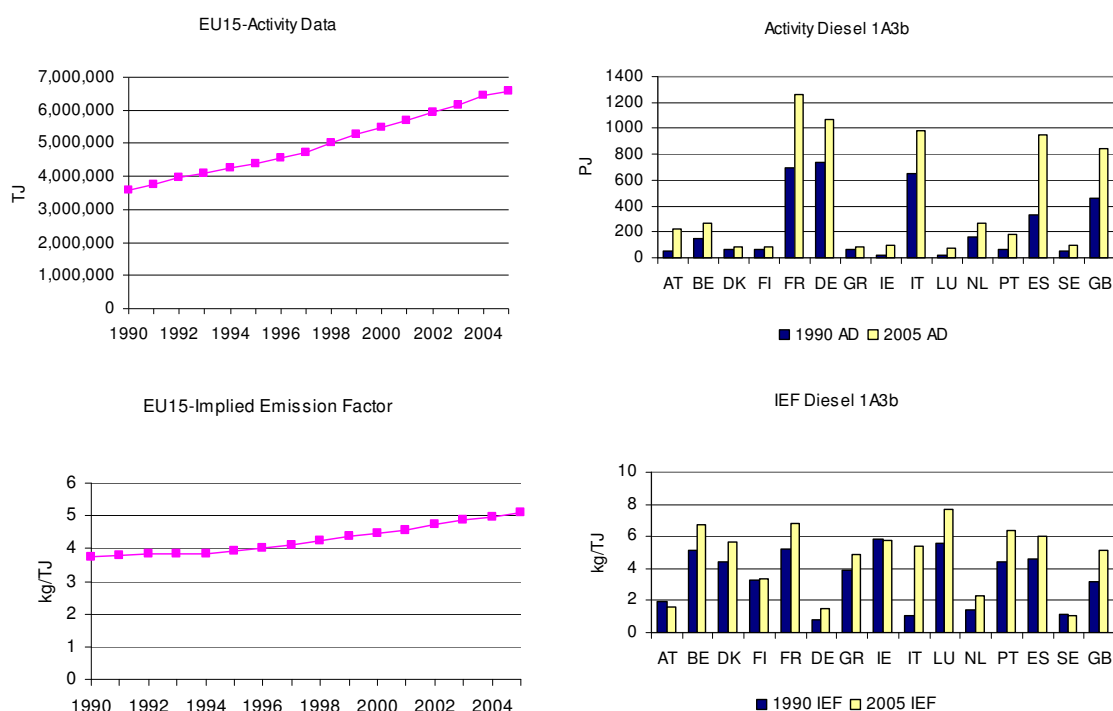 EU15-Activity Data
7,000,000
6,000,000
5,000,000
4,000,000
3,000,000
2,000,000
1,000,000
0
TJ
1990 1992 1994 1996 1998 2000 2002 2004
Activity Diesel 1A3b
1400
1200
1000
800
600
400
200
0
PJ
AT BE DK FI FR DE GR IE IT LU NL PT ES SE GB
1990 AD 2005 AD
EU15-Implied Emission Factor
6
5
4
3
2
1
0
kg/TJ
1990 1992 1994 1996 1998 2000 2002 2004
IEF Diesel 1A3b
10
8
6
4
2
0
kg/TJ
AT BE DK FI FR DE GR IE IT LU NL PT ES SE GB
1990 IEF 2005 IEF